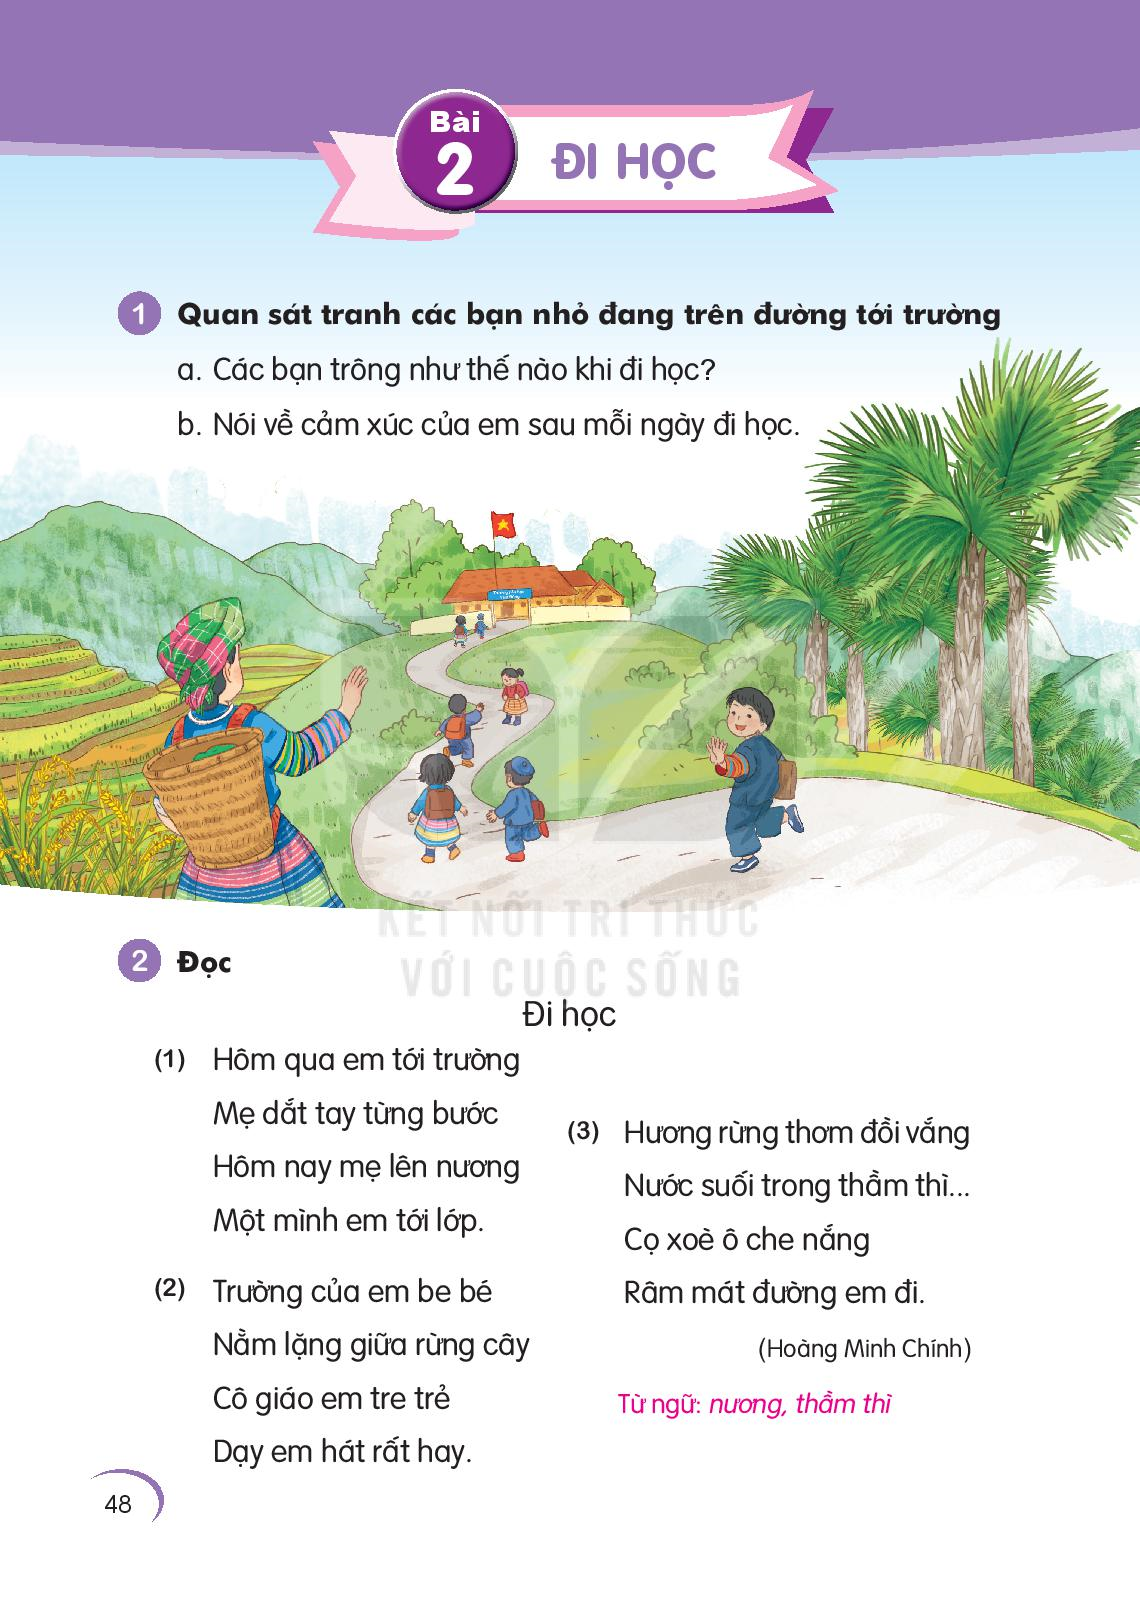 Bài
2
ĐI HỌC
1 Quan sát tranh các bạn nhỏ đang trên đường tới trường
a. Các bạn trông như thế nào khi đi học?
b. Nói về cảm xúc của em sau mỗi ngày đi học.
KẾT NỐI TRI THỨC
VỚI CUỘC SỐNG
2 Đọc
Đi học
(1) Hôm qua em tới trường
Mẹ dắt tay từng bước
Hôm nay mẹ lên nương
Một mình em tới lớp.
(2) Trường của em be bé
Nằm lặng giữa rừng cây
Cô giáo em tre trẻ
Dạy em hát rất hay.
(3) Hương rừng thơm đồi vắng
Nước suối trong thầm thì...
Cọ xoè ô che nắng
Râm mát đường em đi.
(Hoàng Minh Chính)
Từ ngữ: nương, thầm thì
48